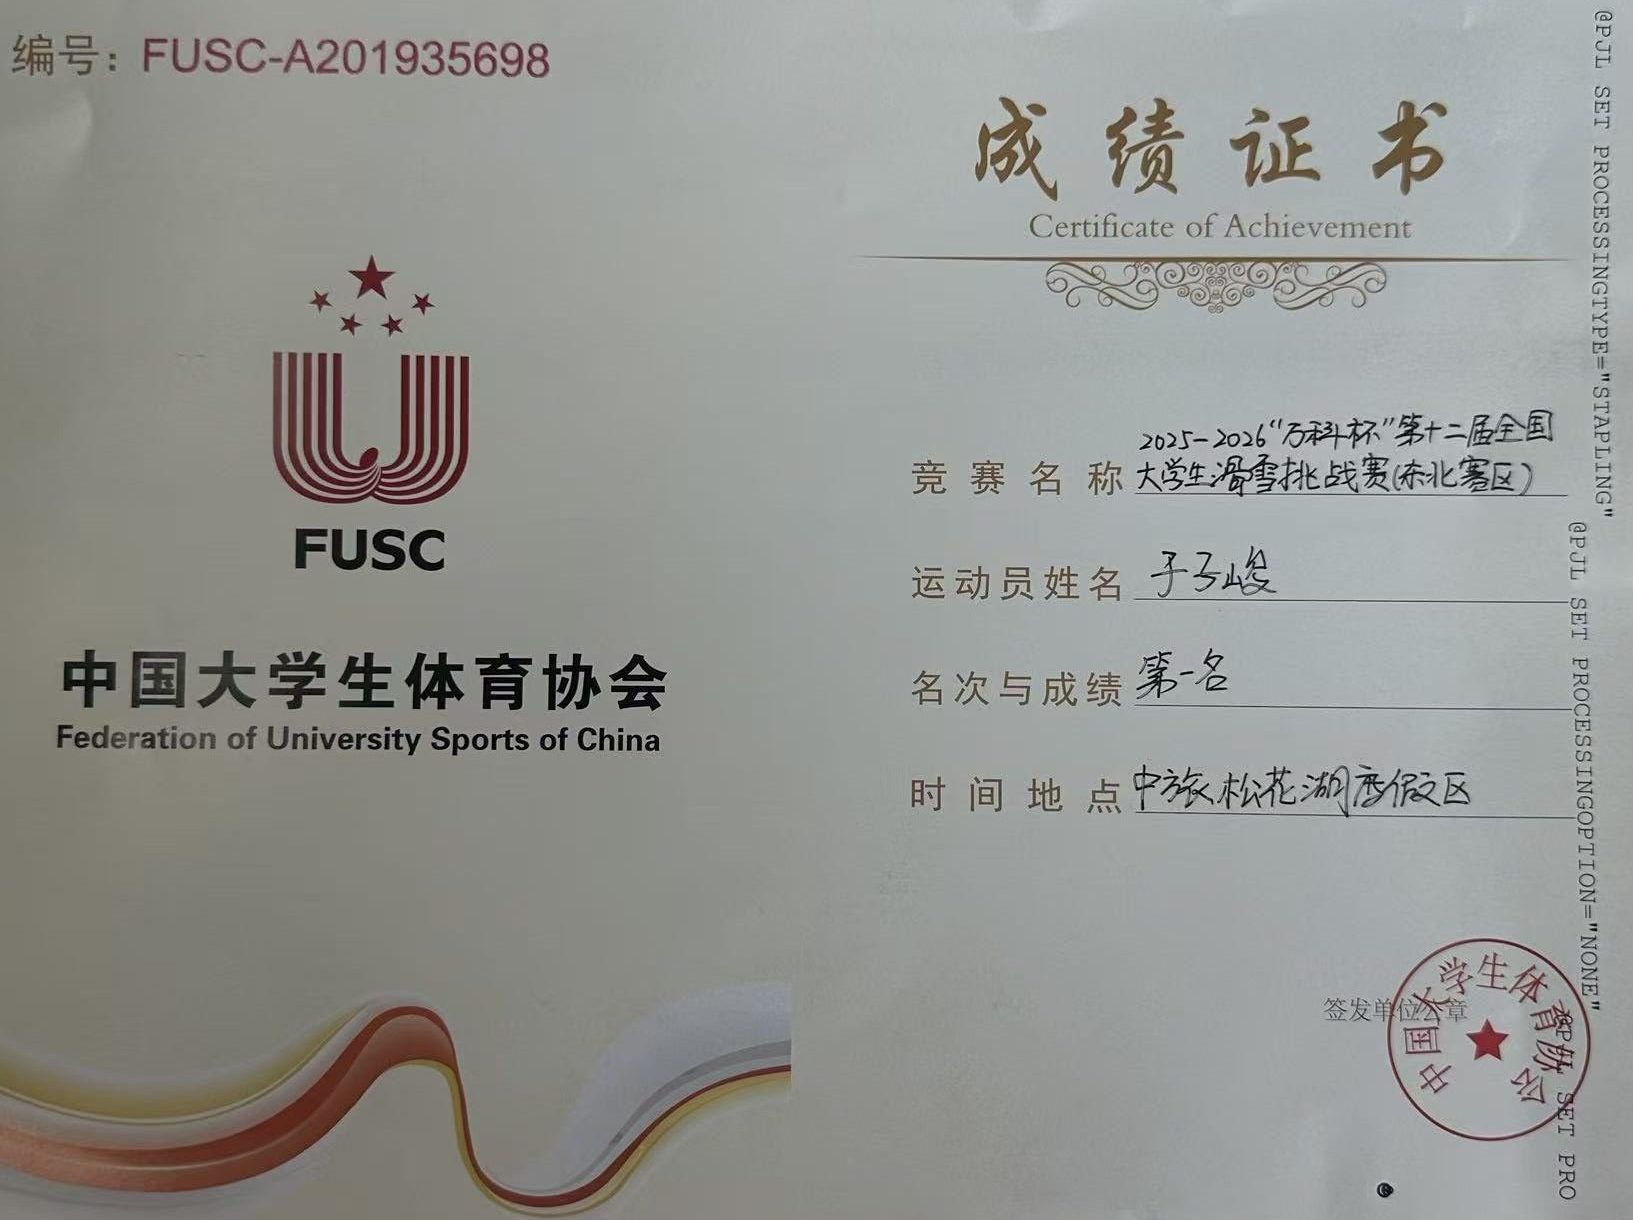 编号：FUSC-A201935698
FUSC
中国大学生体育协会
Federation of University Sports of China
成绩证书
Certificate of Achievement
竞赛名称 2025-2026“万科杯”第十二届全国
大学生滑雪挑战赛(东北赛区)
运动员姓名 于子峻
名次与成绩 第一名
时间地点 中旅松花湖度假区
签发单位公章
中国大学生体育协会
@PJL SET PROCESSINGTYPE="STAPLING"
@PJL SET PROCESSINGOPTION="NONE"
@PJL SET PRO